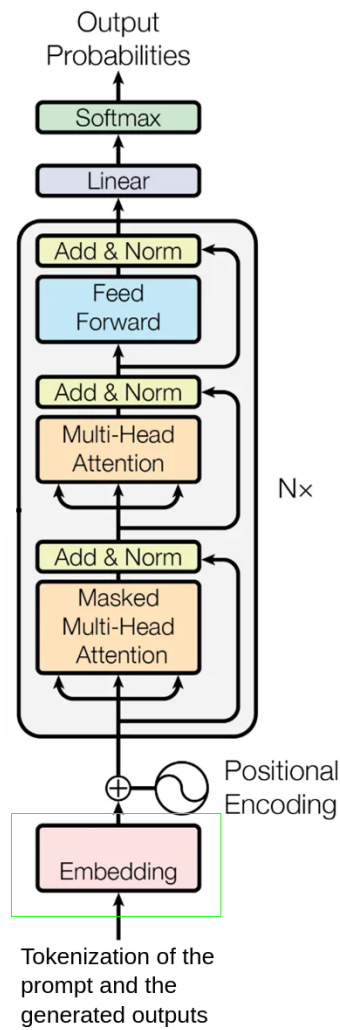 Output
Probabilities
Softmax
Linear
Add & Norm
Feed
Forward
Add & Norm
Multi-Head
Attention
N×
Add & Norm
Masked
Multi-Head
Attention
Positional
Encoding
Embedding
Tokenization of the
prompt and the
generated outputs